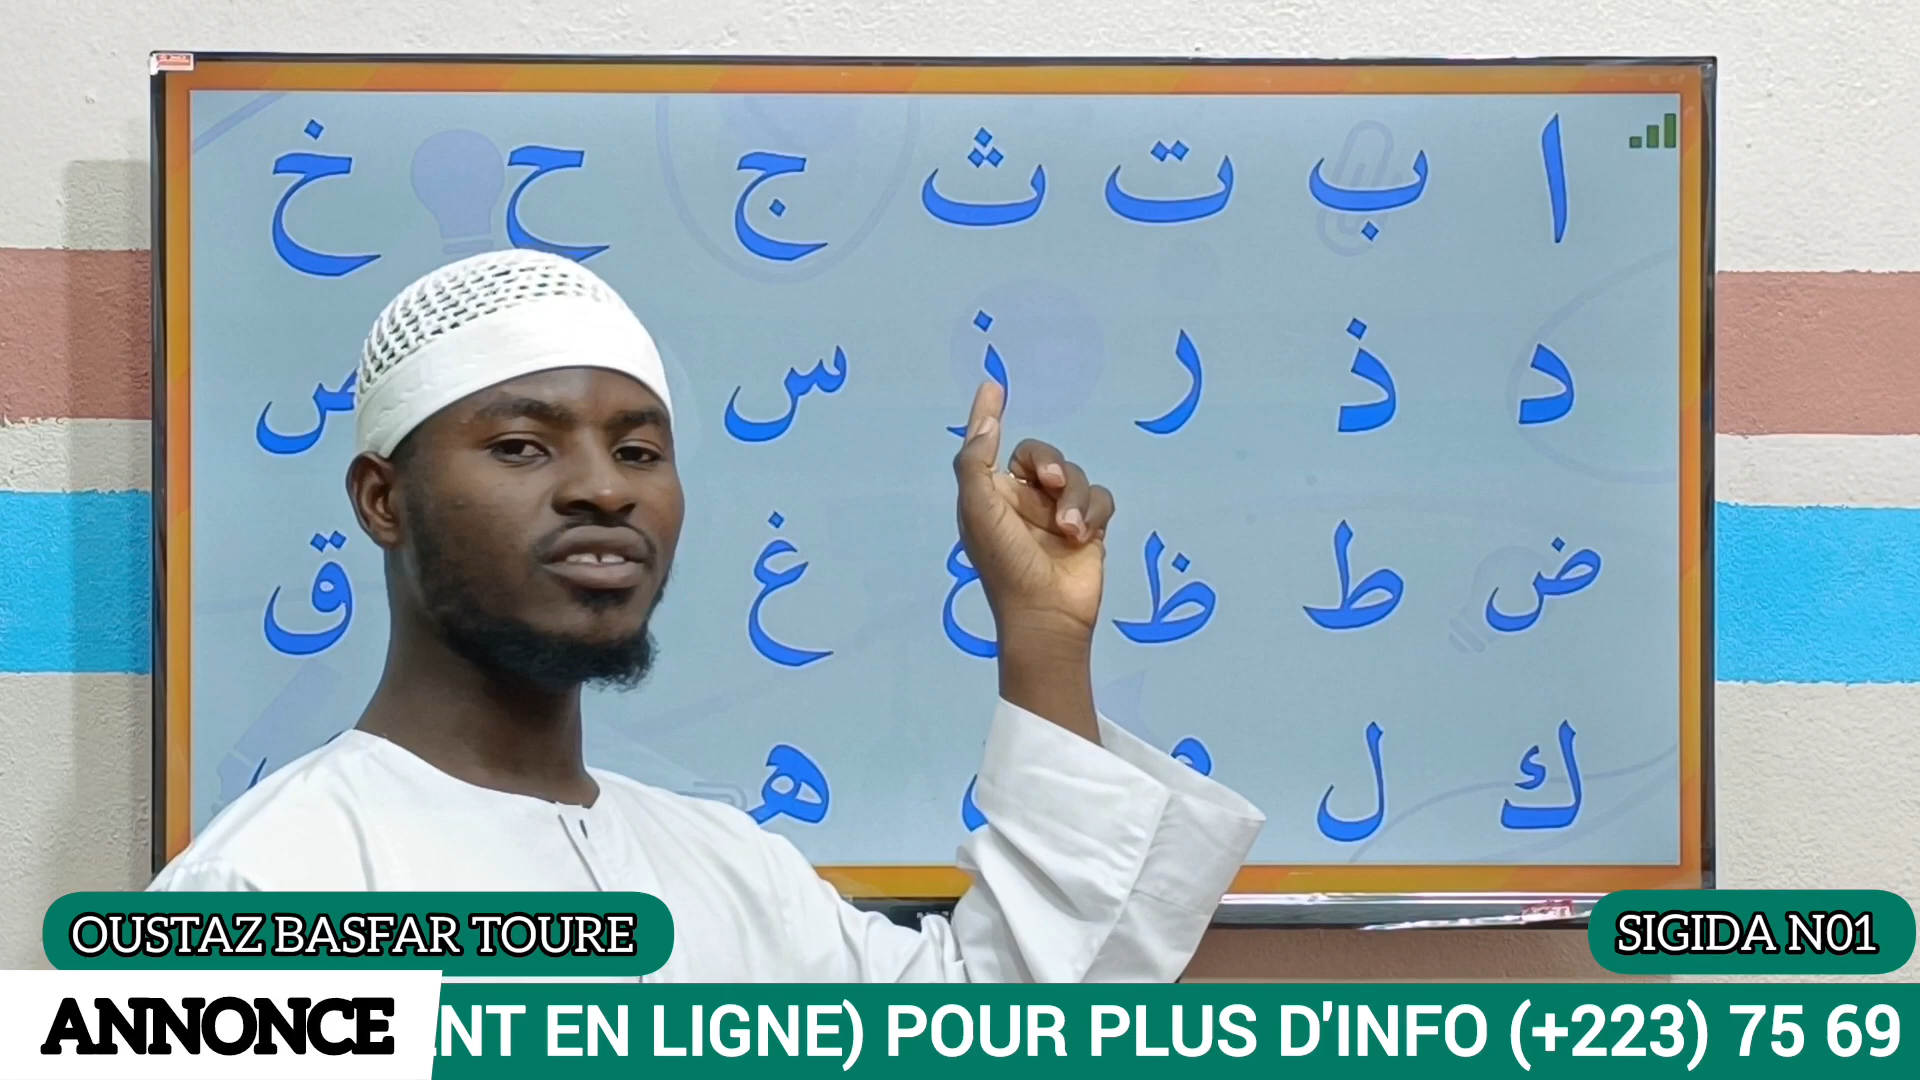 ا ب ت ث ج ح خ
د ذ ر ز س ص
ض ط ظ ع غ ق
ك ل م ه
OUSTAZ BASFAR TOURE
SIGIDA N01
ANNONCE
NT EN LIGNE) POUR PLUS D'INFO (+223) 75 69